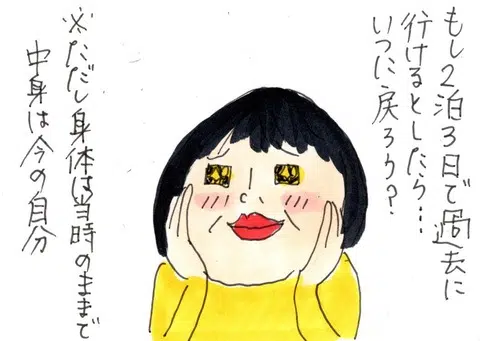 もし2泊3日で過去に
行けるとしたら…
いつに戻ろう?
※ただし身体は当時のままで
中身は今の自分